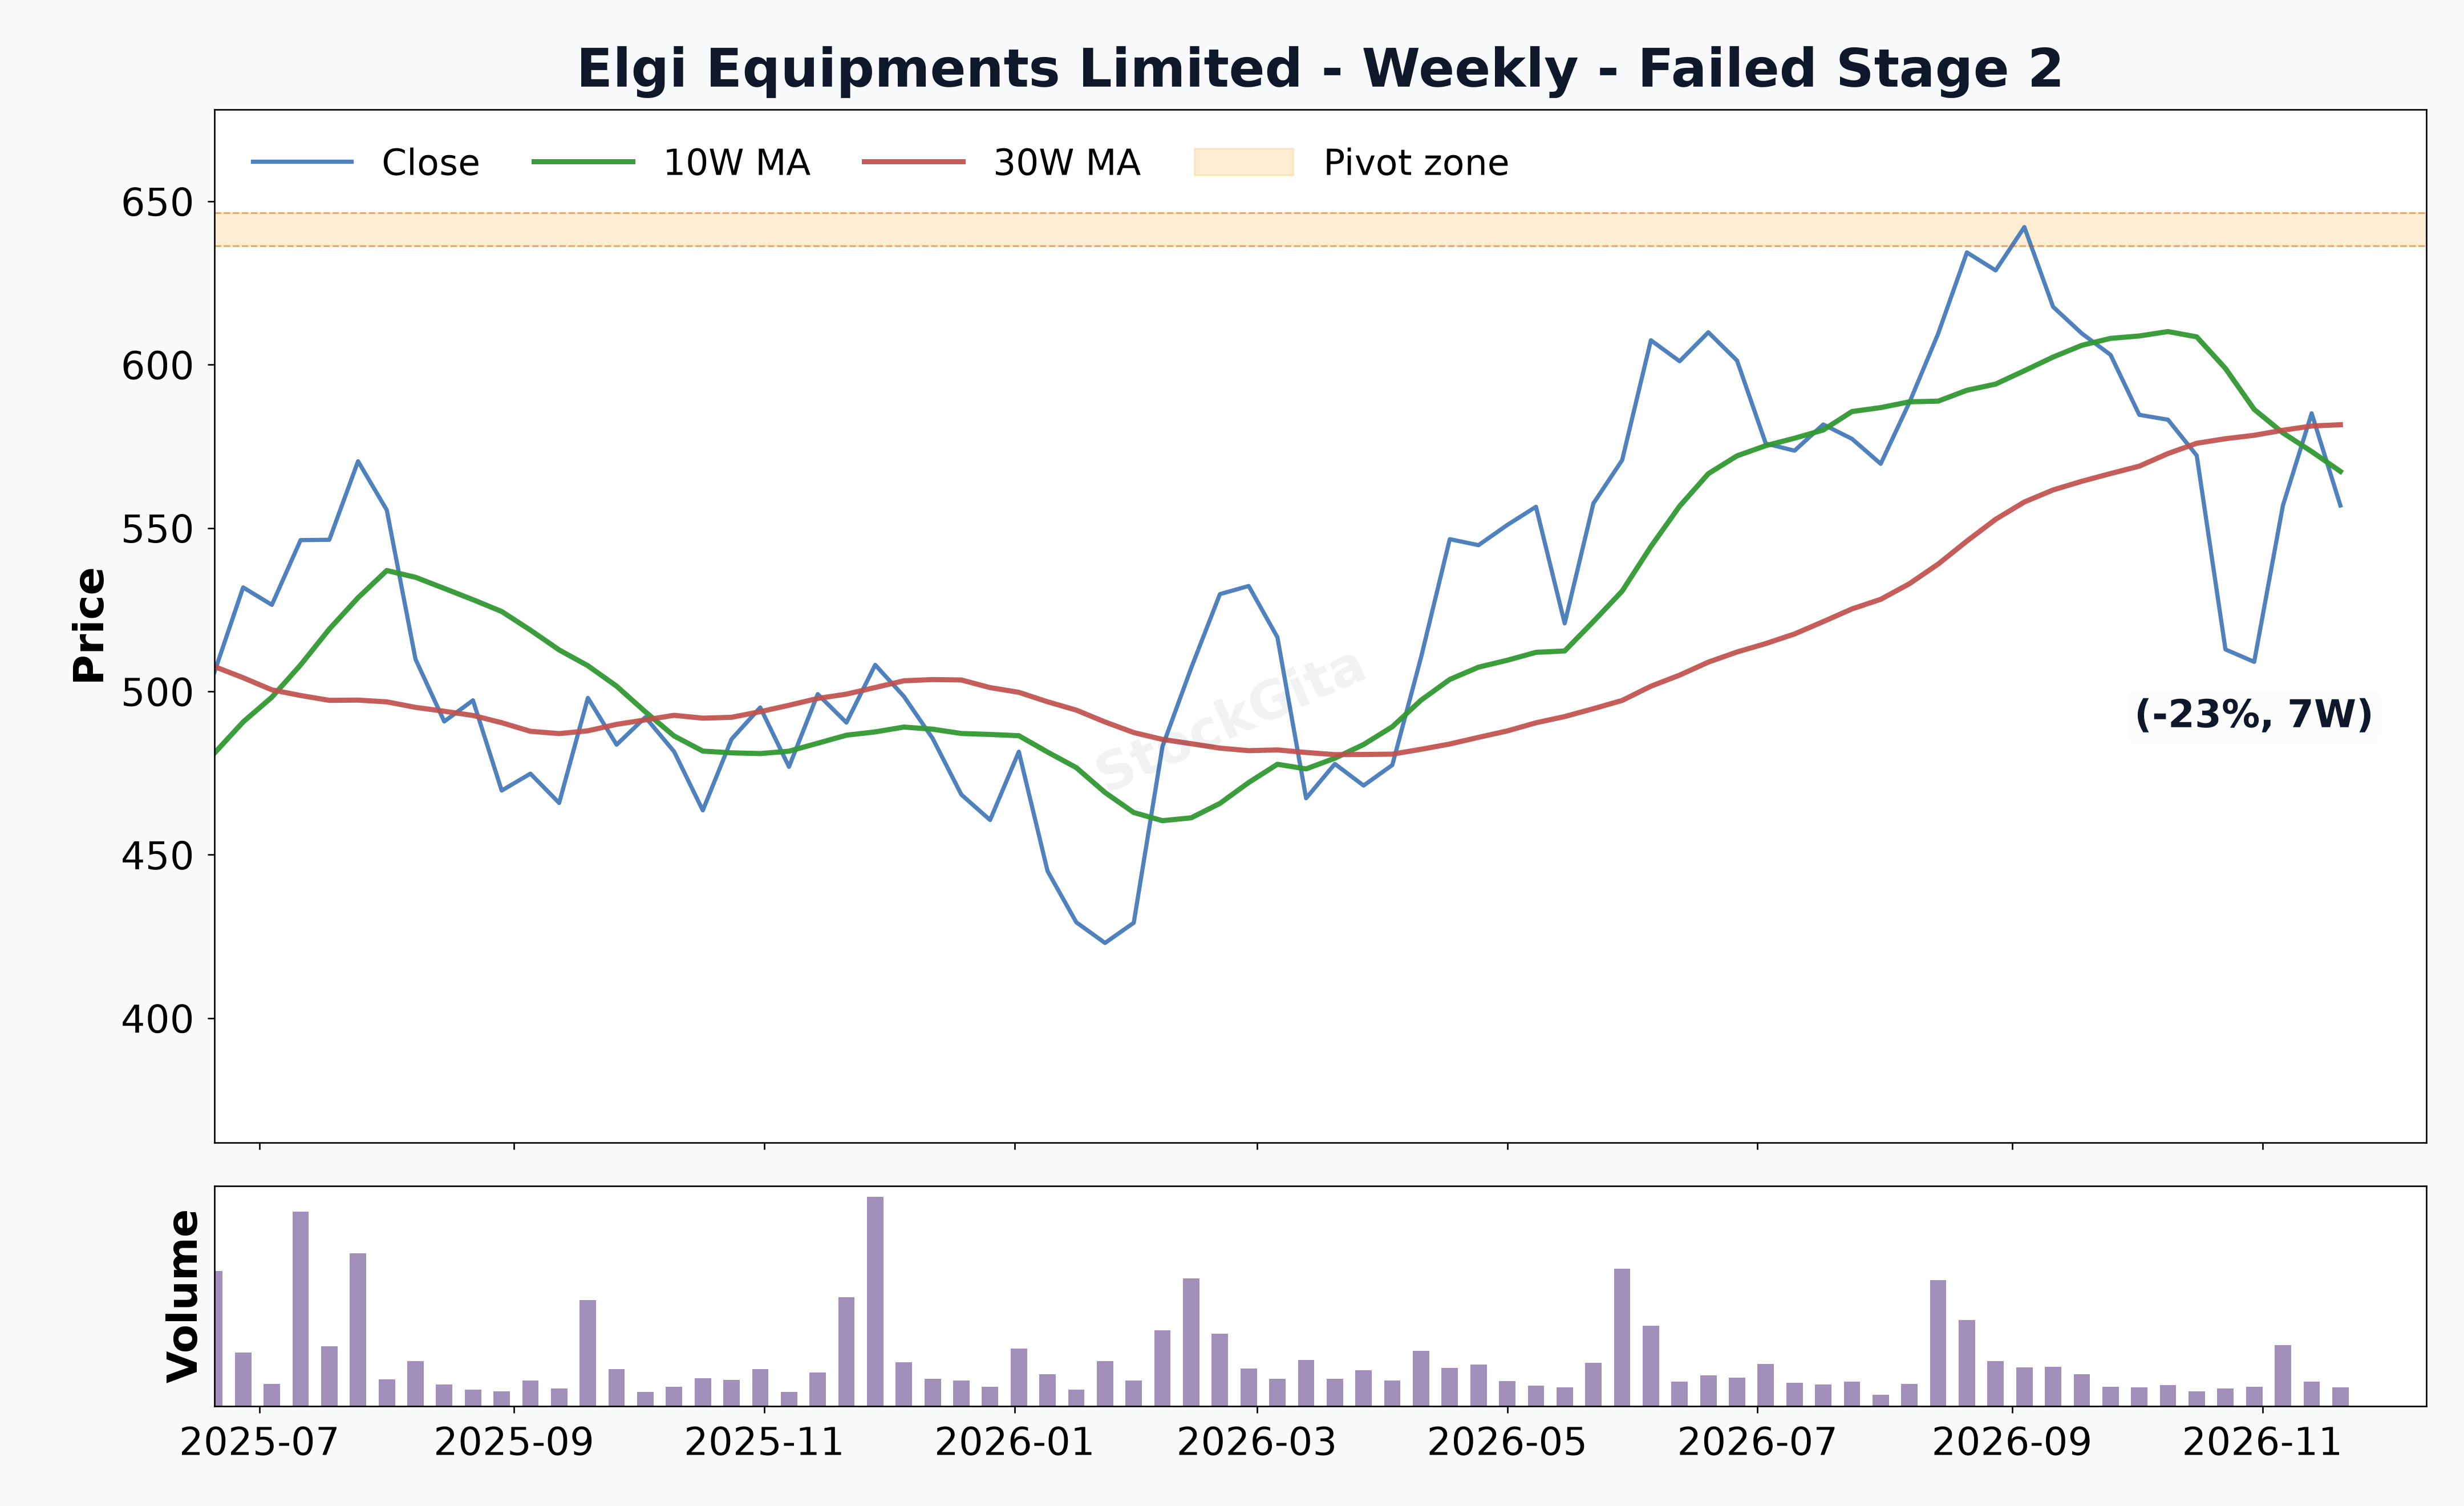 Elgi Equipments Limited - Weekly - Failed Stage 2
Close 10W MA 30W MA Pivot zone
650
600
550
500
450
400
Price
StockGita
(-23%, 7W)
Volume
2025-07 2025-09 2025-11 2026-01 2026-03 2026-05 2026-07 2026-09 2026-11